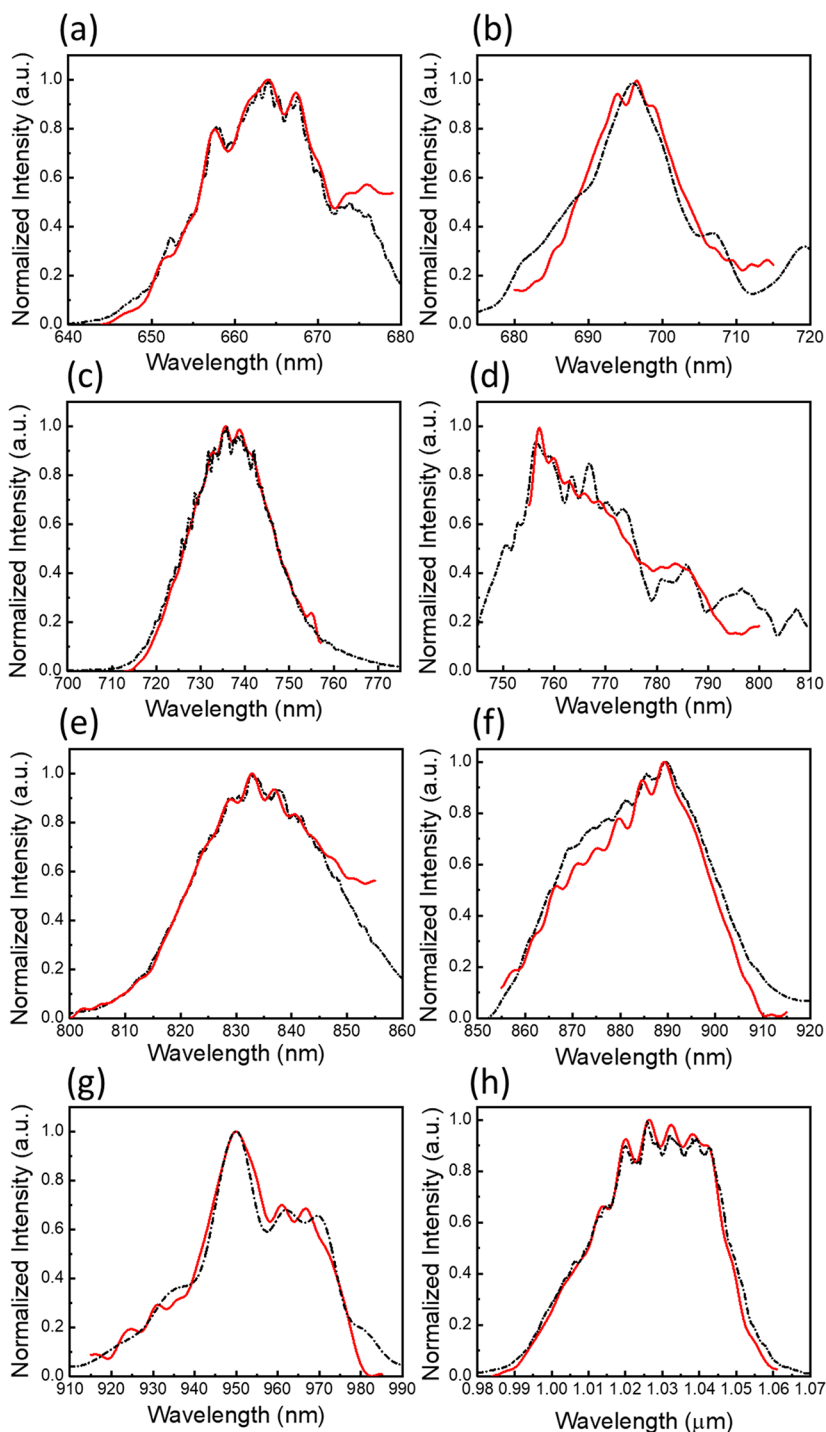 (a)
(b)
Normalized Intensity (a.u.)
1.0
0.8
0.6
0.4
0.2
0.0
640 650 660 670 680
Wavelength (nm)
Normalized Intensity (a.u.)
1.0
0.8
0.6
0.4
0.2
0.0
680 690 700 710 720
Wavelength (nm)
(c)
(d)
Normalized Intensity (a.u.)
1.0
0.8
0.6
0.4
0.2
0.0
700 710 720 730 740 750 760 770
Wavelength (nm)
Normalized Intensity (a.u.)
1.0
0.8
0.6
0.4
0.2
0.0
750 760 770 780 790 800 810
Wavelength (nm)
(e)
(f)
Normalized Intensity (a.u.)
1.0
0.8
0.6
0.4
0.2
0.0
800 810 820 830 840 850 860
Wavelength (nm)
Normalized Intensity (a.u.)
1.0
0.8
0.6
0.4
0.2
0.0
850 860 870 880 890 900 910 920
Wavelength (nm)
(g)
(h)
Normalized Intensity (a.u.)
1.0
0.8
0.6
0.4
0.2
0.0
910 920 930 940 950 960 970 980 990
Wavelength (nm)
Normalized Intensity (a.u.)
1.0
0.8
0.6
0.4
0.2
0.0
0.98 0.99 1.00 1.01 1.02 1.03 1.04 1.05 1.06 1.07
Wavelength (μm)